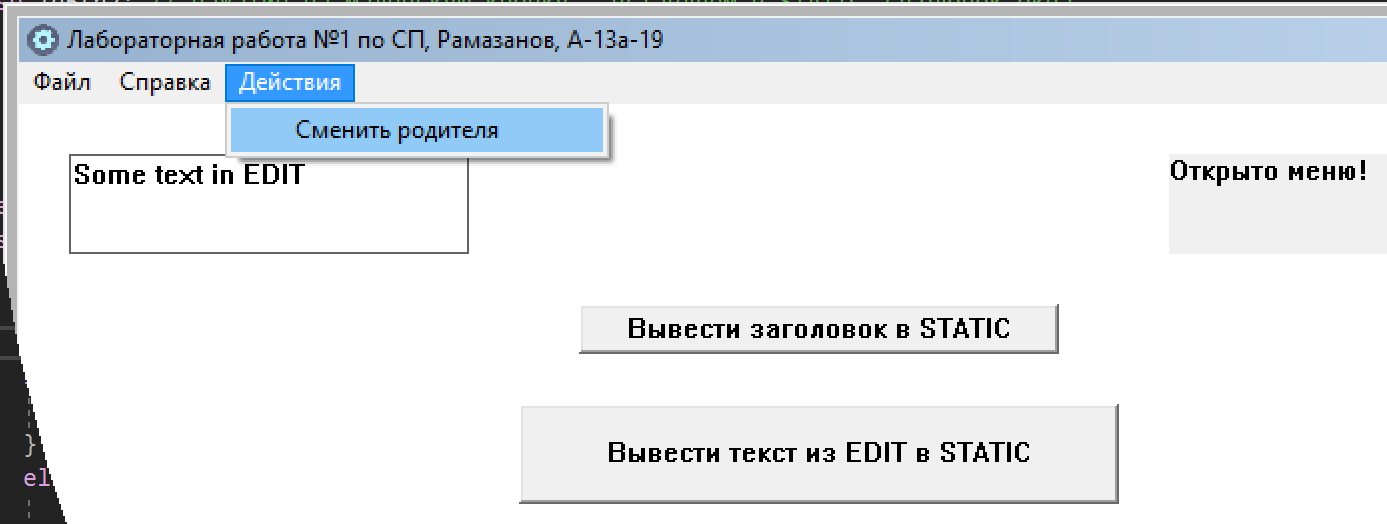 Лабораторная работа №1 по СП, Рамазанов, А-13а-19
Файл Справка Действия
Сменить родителя
Some text in EDIT
Открыто меню!
Вывести заголовок в STATIC
Вывести текст из EDIT в STATIC
}
el